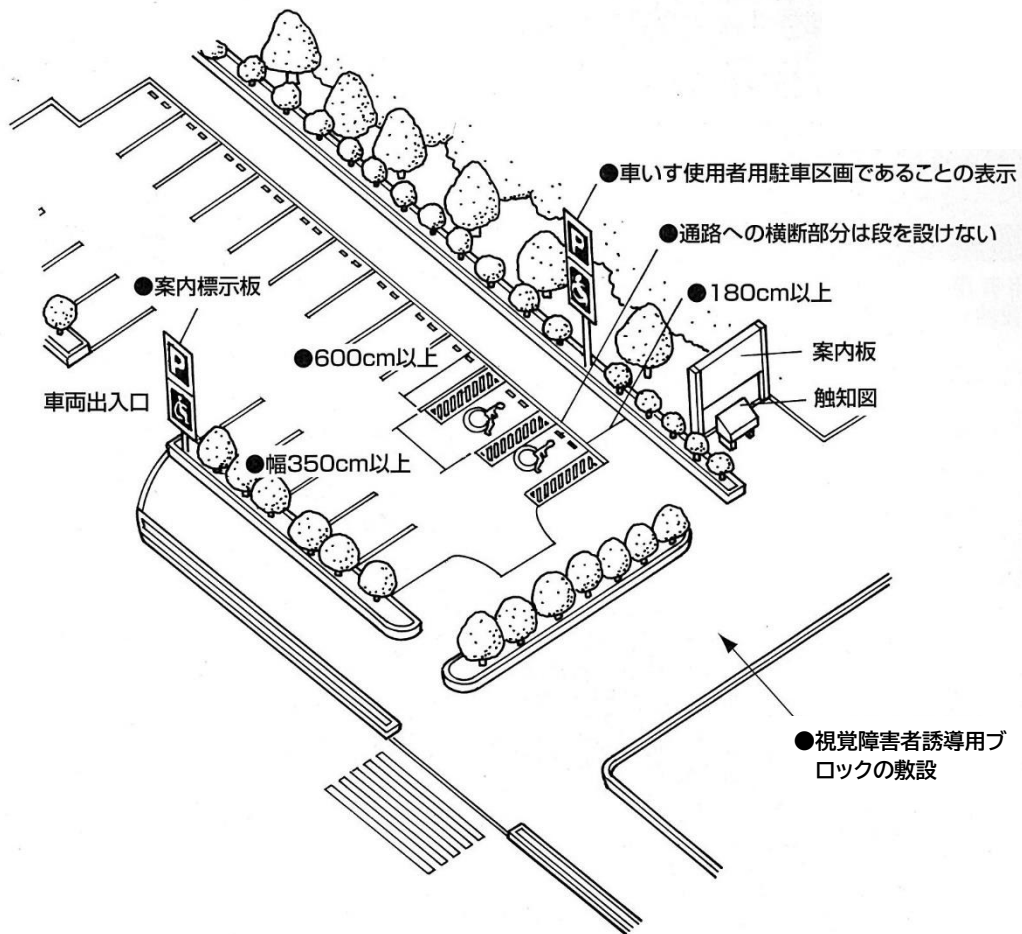 ●車いす使用者用駐車区画であることの表示
P
●通路への横断部分は段を設けない
●案内標示板
●180cm以上
P
●600cm以上
案内板
車両出入口
触知図
●幅350cm以上
●視覚障害者誘導用ブ
ロックの敷設